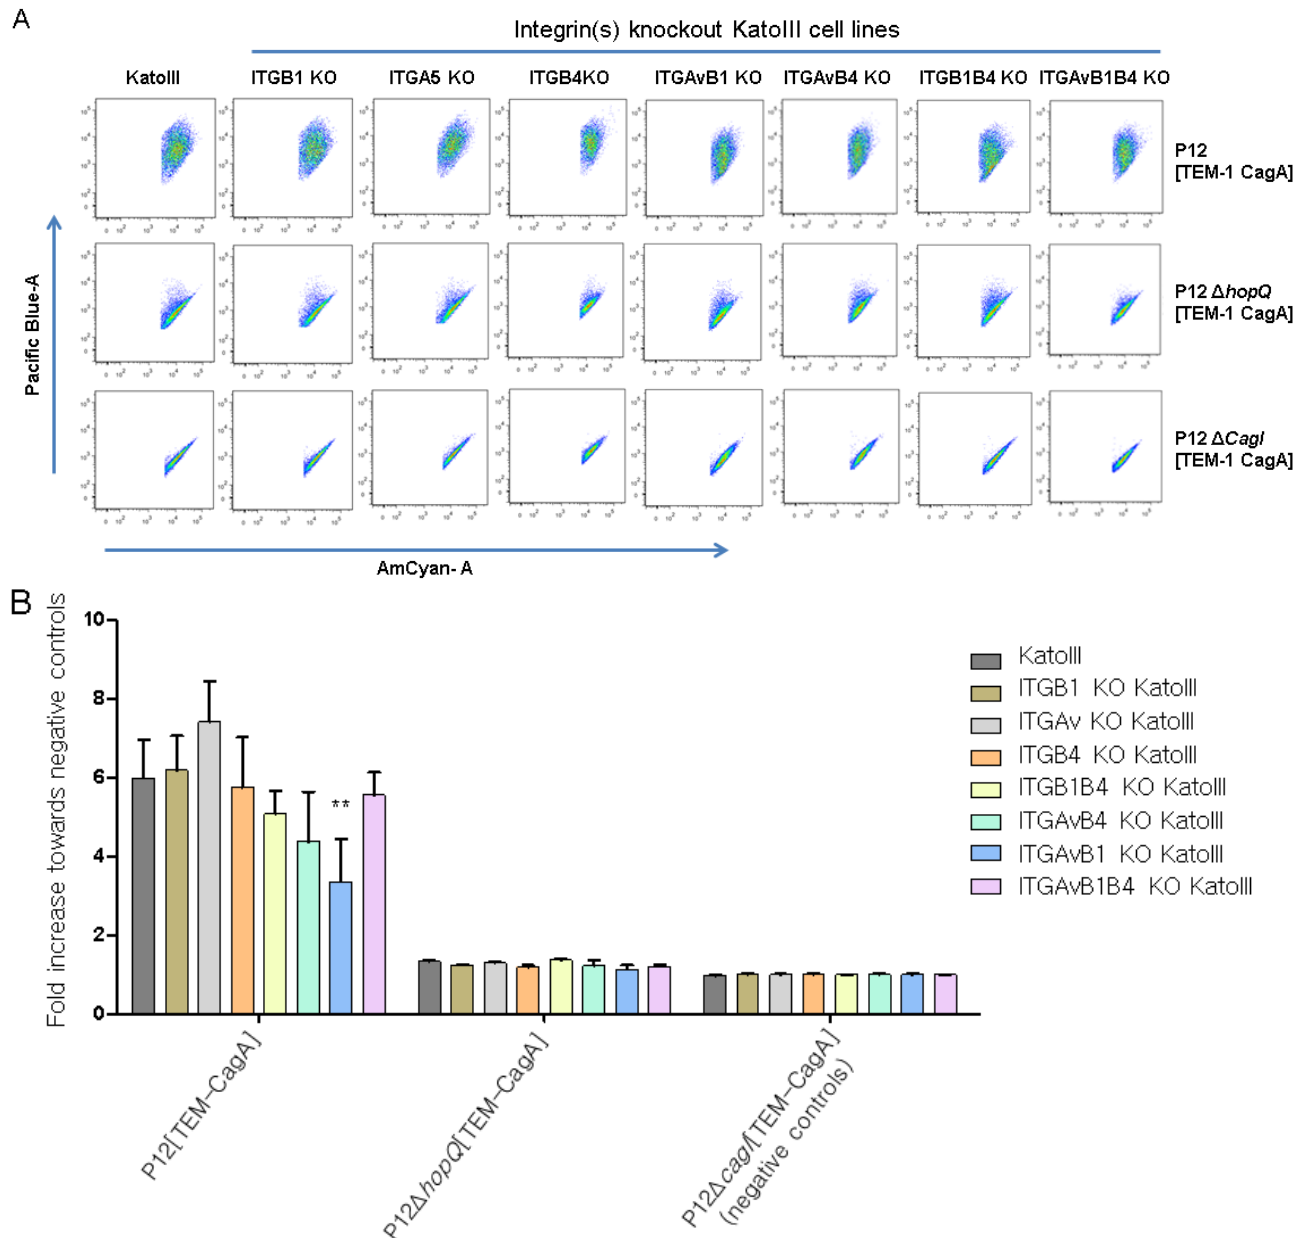 A
Integrin(s) knockout KatoIII cell lines
KatoIII ITGB1 KO ITGA5 KO ITGB4KO ITGAvB1 KO ITGAvB4 KO ITGB1B4 KO ITGAvB1B4 KO
P12
[TEM-1 CagA]
P12 ΔhopQ
[TEM-1 CagA]
P12 ΔCagI
[TEM-1 CagA]
Pacific Blue-A
AmCyan- A
B
Fold increase towards negative controls
10
8
6
4
2
0
**
KatoIII
ITGB1 KO KatoIII
ITGAv KO KatoIII
ITGB4 KO KatoIII
ITGB1B4 KO KatoIII
ITGAvB4 KO KatoIII
ITGAvB1 KO KatoIII
ITGAvB1B4 KO KatoIII
P12[TEM-CagA]
P12ΔhopQ[TEM-CagA]
P12ΔcagI[TEM-CagA]
(negative controls)